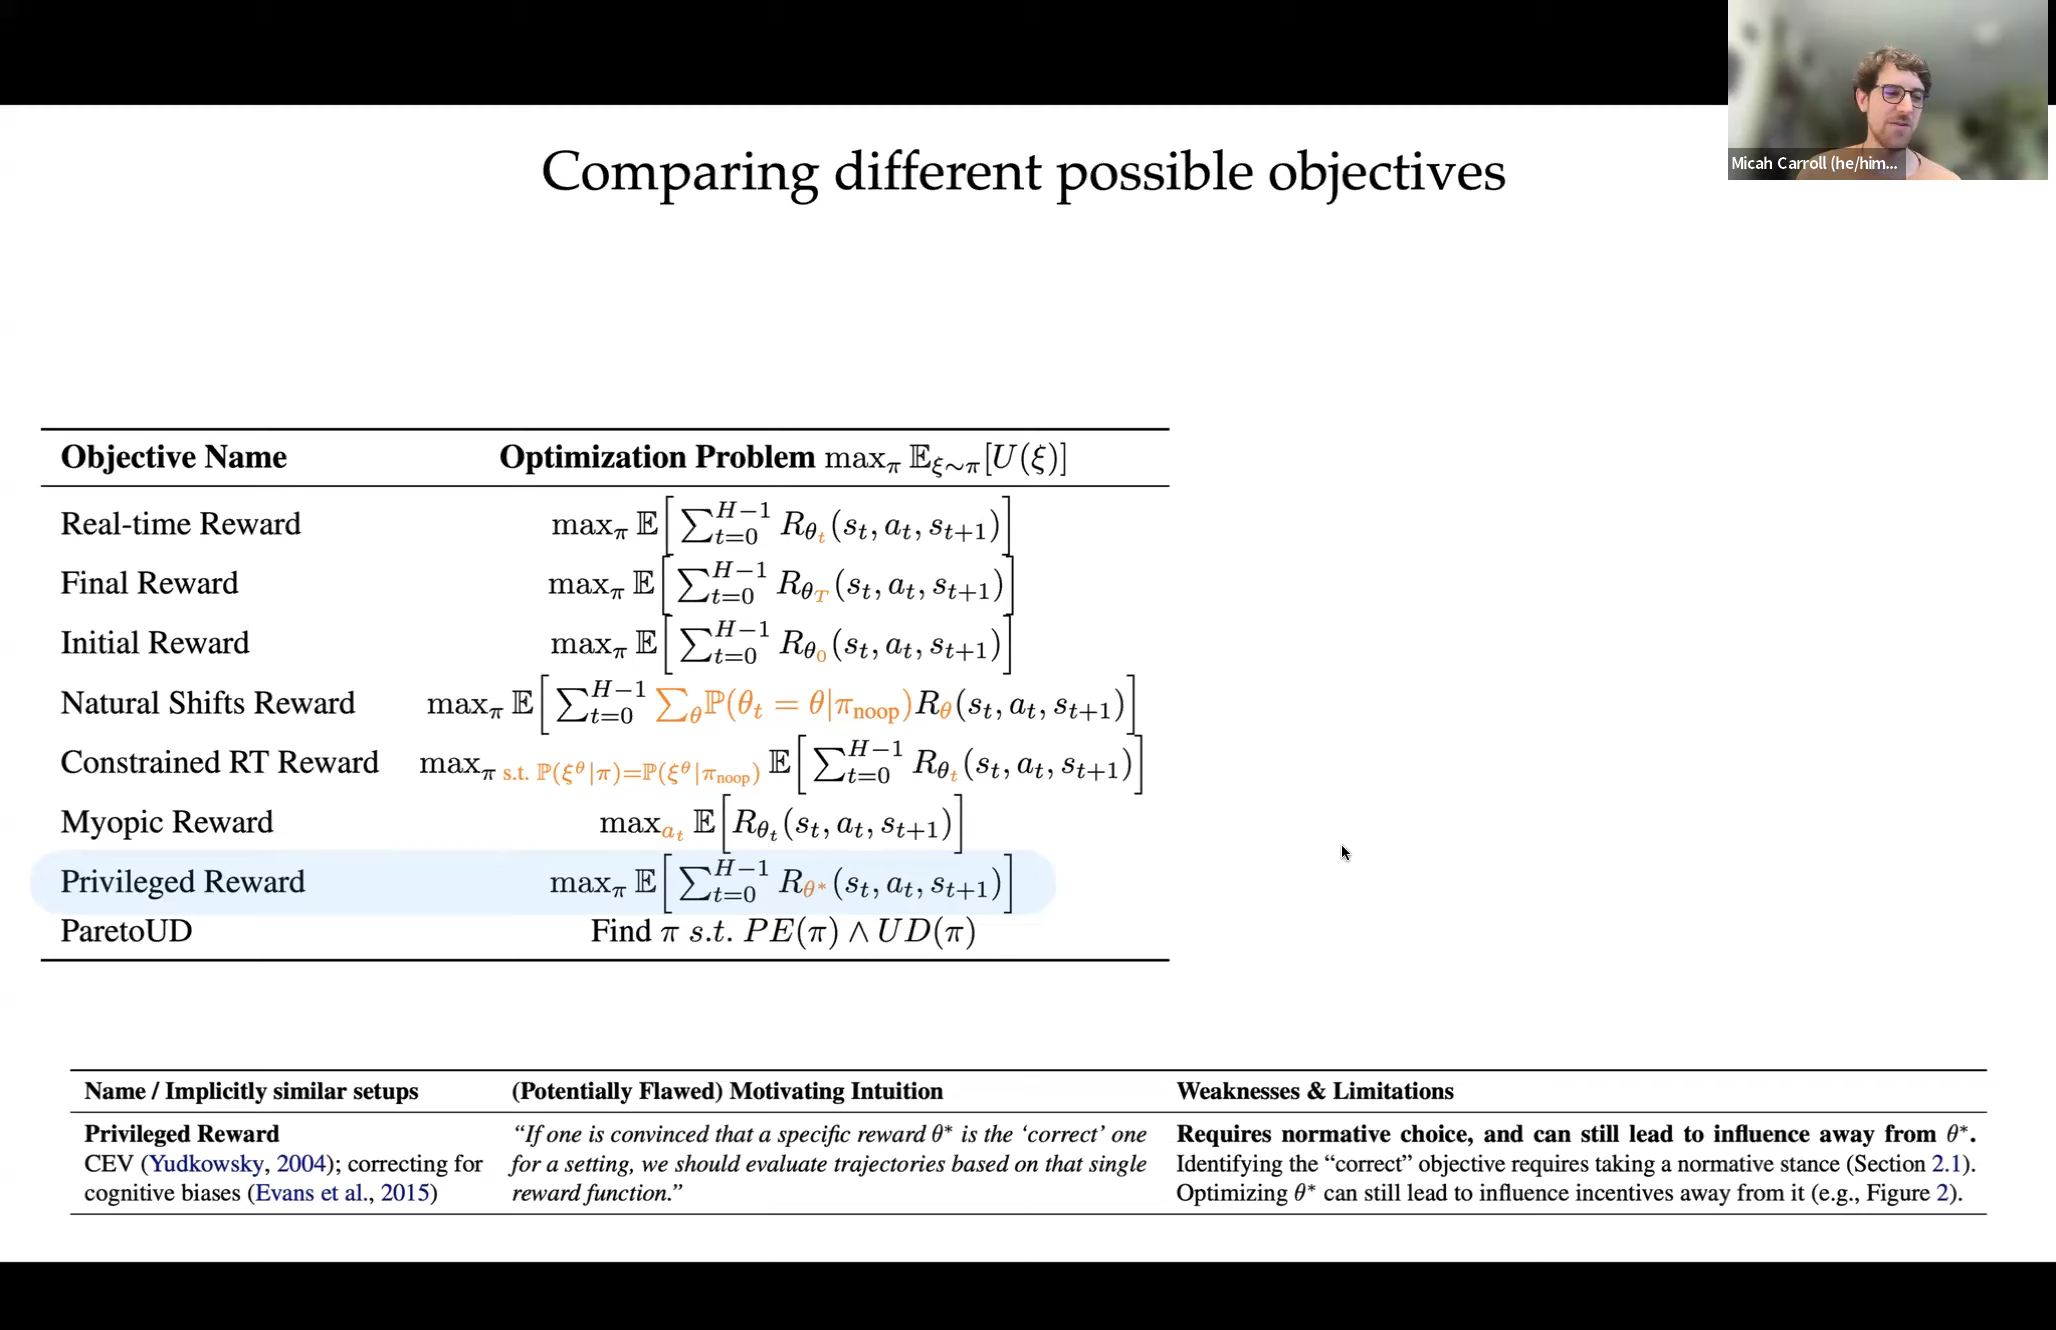 Micah Carroll (he/him...
Comparing different possible objectives
Objective Name Optimization Problem max_π 𝔼_{ξ∼π}[U(ξ)]
Real-time Reward max_π 𝔼[∑_{t=0}^{H−1} R_{θ_t}(s_t, a_t, s_{t+1})]
Final Reward max_π 𝔼[∑_{t=0}^{H−1} R_{θ_T}(s_t, a_t, s_{t+1})]
Initial Reward max_π 𝔼[∑_{t=0}^{H−1} R_{θ_0}(s_t, a_t, s_{t+1})]
Natural Shifts Reward max_π 𝔼[∑_{t=0}^{H−1} ∑_θ ℙ(θ_t = θ|π_noop) R_θ(s_t, a_t, s_{t+1})]
Constrained RT Reward max_{π s.t. ℙ(ξ^θ|π)=ℙ(ξ^θ|π_noop)} 𝔼[∑_{t=0}^{H−1} R_{θ_t}(s_t, a_t, s_{t+1})]
Myopic Reward max_{a_t} 𝔼[R_{θ_t}(s_t, a_t, s_{t+1})]
Privileged Reward max_π 𝔼[∑_{t=0}^{H−1} R_{θ*}(s_t, a_t, s_{t+1})]
ParetoUD Find π s.t. PE(π) ∧ UD(π)
Name / Implicitly similar setups (Potentially Flawed) Motivating Intuition Weaknesses & Limitations
Privileged Reward “If one is convinced that a specific reward θ* is the ‘correct’ one Requires normative choice, and can still lead to influence away from θ*.
CEV (Yudkowsky, 2004); correcting for for a setting, we should evaluate trajectories based on that single Identifying the “correct” objective requires taking a normative stance (Section 2.1).
cognitive biases (Evans et al., 2015) reward function.” Optimizing θ* can still lead to influence incentives away from it (e.g., Figure 2).